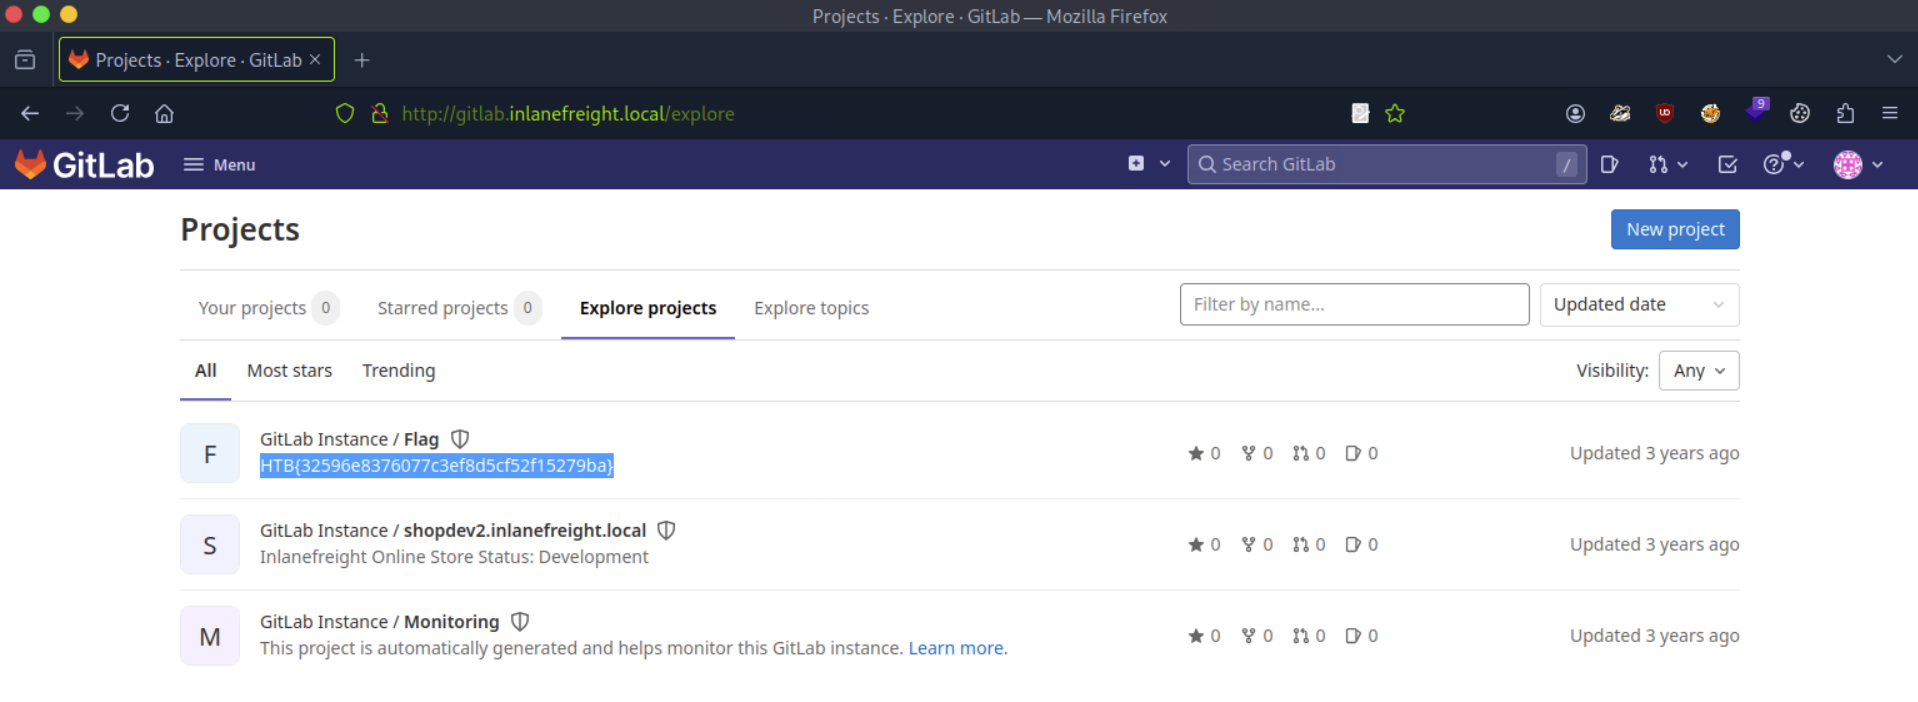 Projects · Explore · GitLab — Mozilla Firefox
Projects · Explore · GitLab
http://gitlab.inlanefreight.local/explore
9
GitLab Menu Search GitLab /
Projects
New project
Your projects 0 Starred projects 0 Explore projects Explore topics Filter by name... Updated date
All Most stars Trending Visibility: Any
F
GitLab Instance / Flag
HTB{32596e8376077c3ef8d5cf52f15279ba}
0 0 0 0 Updated 3 years ago
S
GitLab Instance / shopdev2.inlanefreight.local
Inlanefreight Online Store Status: Development
0 0 0 0 Updated 3 years ago
M
GitLab Instance / Monitoring
This project is automatically generated and helps monitor this GitLab instance. Learn more.
0 0 0 0 Updated 3 years ago